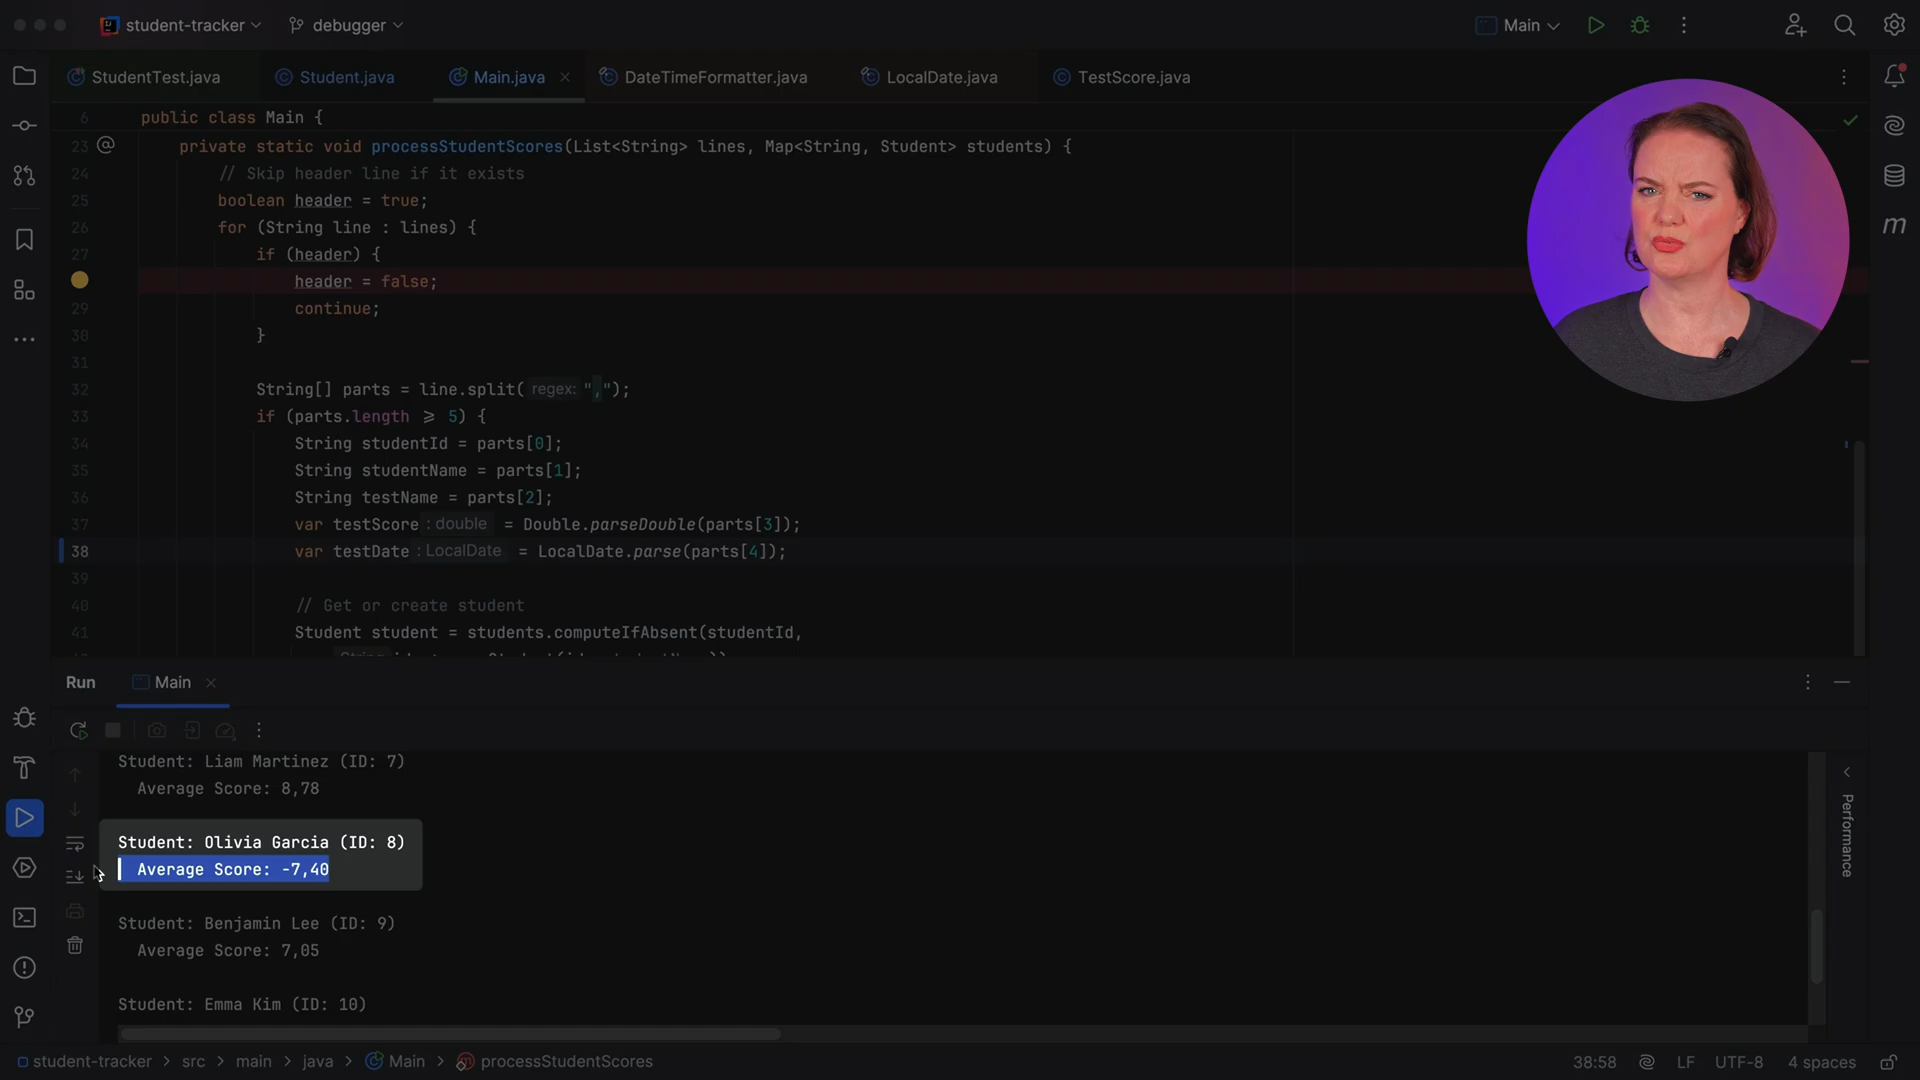 student-tracker
debugger
Main
StudentTest.java
Student.java
Main.java
DateTimeFormatter.java
LocalDate.java
TestScore.java
6 public class Main {
23 private static void processStudentScores(List<String> lines, Map<String, Student> students) {
24 // Skip header line if it exists
25 boolean header = true;
26 for (String line : lines) {
27 if (header) {
header = false;
29 continue;
30 }
31
32 String[] parts = line.split( regex: ",");
33 if (parts.length ⩾ 5) {
34 String studentId = parts[0];
35 String studentName = parts[1];
36 String testName = parts[2];
37 var testScore : double = Double.parseDouble(parts[3]);
38 var testDate : LocalDate = LocalDate.parse(parts[4]);
39
40 // Get or create student
41 Student student = students.computeIfAbsent(studentId,
Run
Main
Student: Liam Martinez (ID: 7)
Average Score: 8,78
Student: Olivia Garcia (ID: 8)
Average Score: -7,40
Student: Benjamin Lee (ID: 9)
Average Score: 7,05
Student: Emma Kim (ID: 10)
Performance
student-tracker > src > main > java > Main > processStudentScores
38:58 LF UTF-8 4 spaces